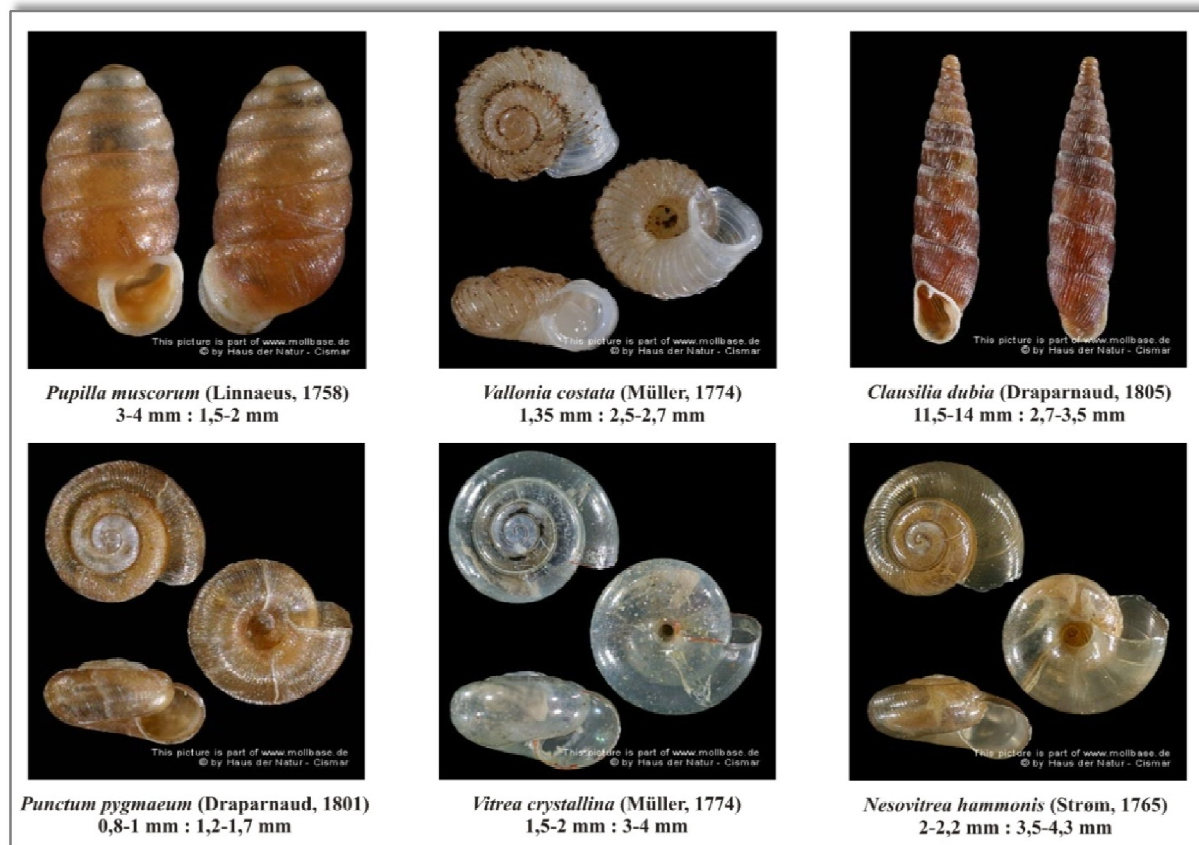 This picture is part of www.mollbase.de
© by Haus der Natur - Cismar
Pupilla muscorum (Linnaeus, 1758)
3-4 mm : 1,5-2 mm
This picture is part of www.mollbase.de
© by Haus der Natur - Cismar
Vallonia costata (Müller, 1774)
1,35 mm : 2,5-2,7 mm
This picture is part of www.mollbase.de
© by Haus der Natur - Cismar
Clausilia dubia (Draparnaud, 1805)
11,5-14 mm : 2,7-3,5 mm
This picture is part of www.mollbase.de
© by Haus der Natur - Cismar
Punctum pygmaeum (Draparnaud, 1801)
0,8-1 mm : 1,2-1,7 mm
This picture is part of www.mollbase.de
© by Haus der Natur - Cismar
Vitrea crystallina (Müller, 1774)
1,5-2 mm : 3-4 mm
This picture is part of www.mollbase.de
© by Haus der Natur - Cismar
Nesovitrea hammonis (Strøm, 1765)
2-2,2 mm : 3,5-4,3 mm